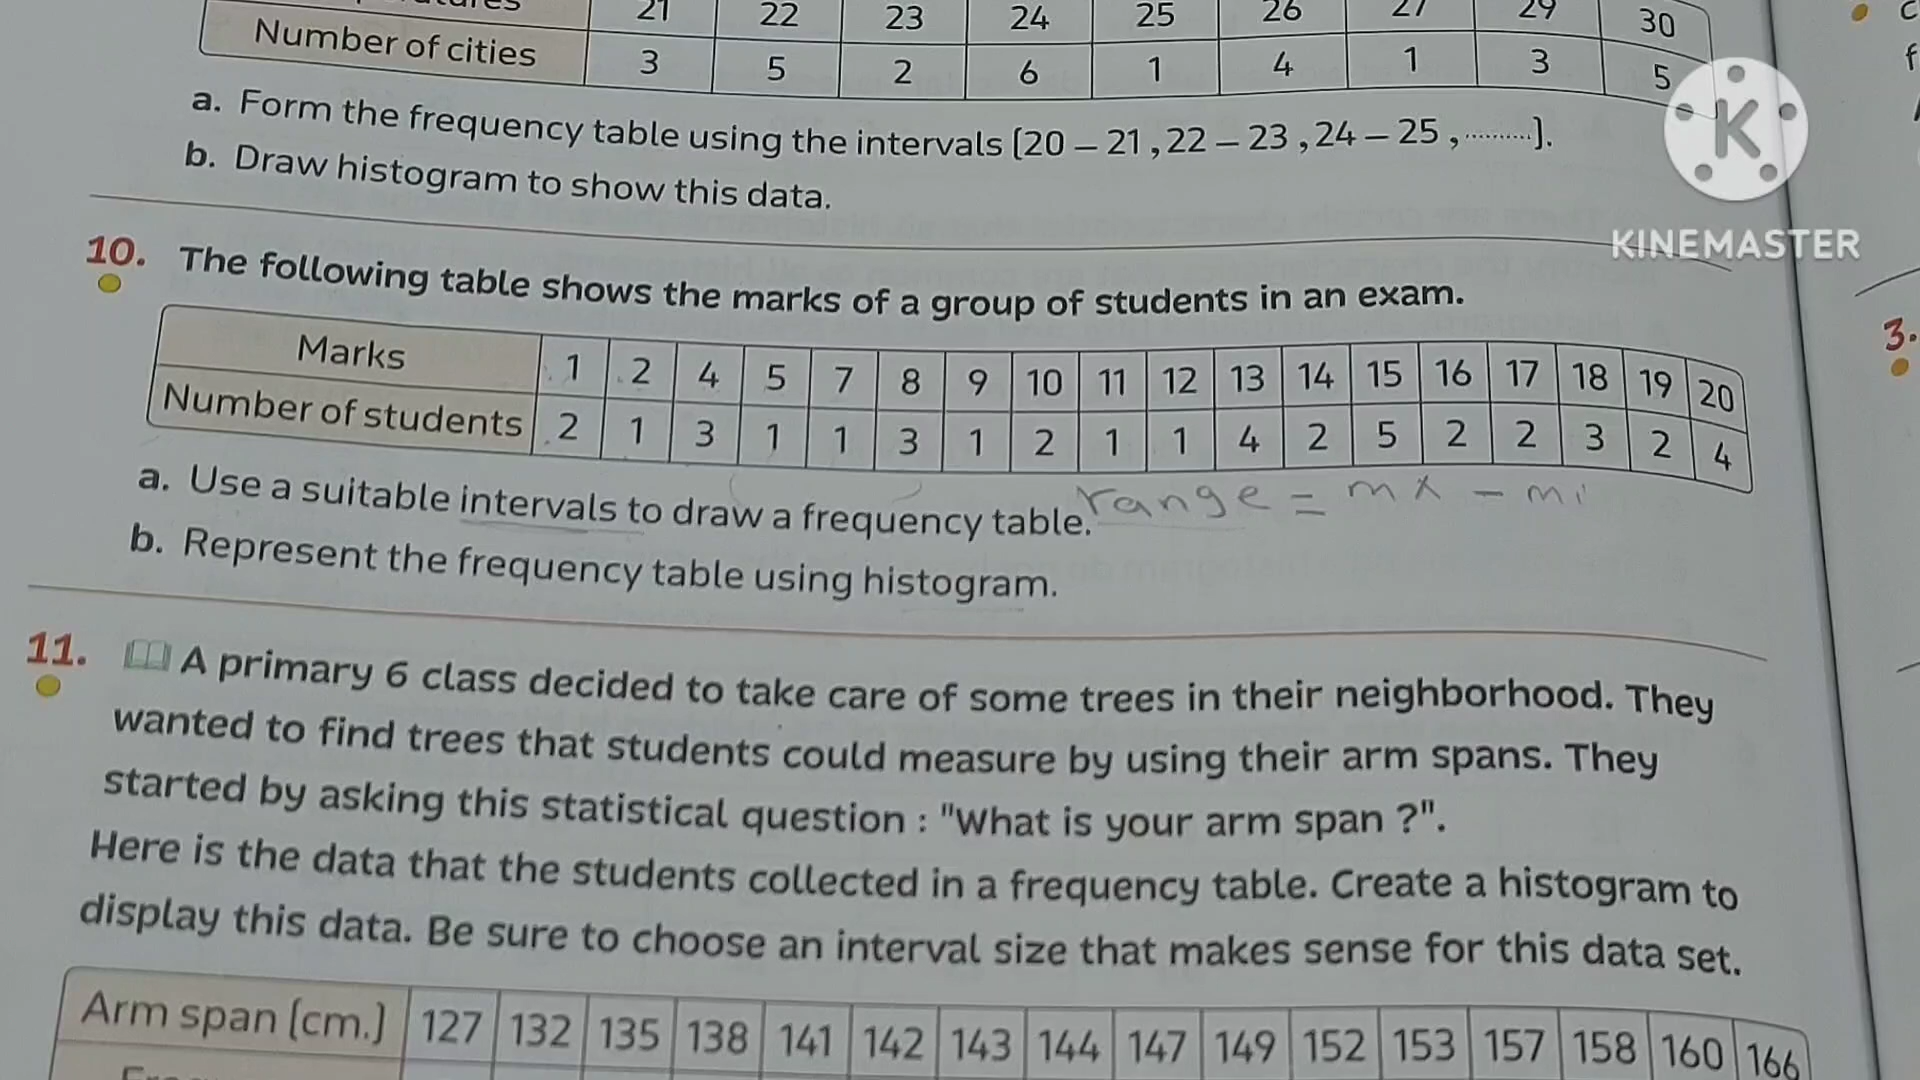 21 22 23 24 25 26 27 29 30
Number of cities 3 5 2 6 1 4 1 3 5
a. Form the frequency table using the intervals (20 – 21 , 22 – 23 , 24 – 25 , ..........).
b. Draw histogram to show this data.
K
KINEMASTER
10. The following table shows the marks of a group of students in an exam.
Marks 1 2 4 5 7 8 9 10 11 12 13 14 15 16 17 18 19 20
Number of students 2 1 3 1 1 3 1 2 1 1 4 2 5 2 2 3 2 4
a. Use a suitable intervals to draw a frequency table.
range = mx – mi
b. Represent the frequency table using histogram.
11. A primary 6 class decided to take care of some trees in their neighborhood. They
wanted to find trees that students could measure by using their arm spans. They
started by asking this statistical question : "What is your arm span ?".
Here is the data that the students collected in a frequency table. Create a histogram to
display this data. Be sure to choose an interval size that makes sense for this data set.
Arm span (cm.) 127 132 135 138 141 142 143 144 147 149 152 153 157 158 160 166
3.